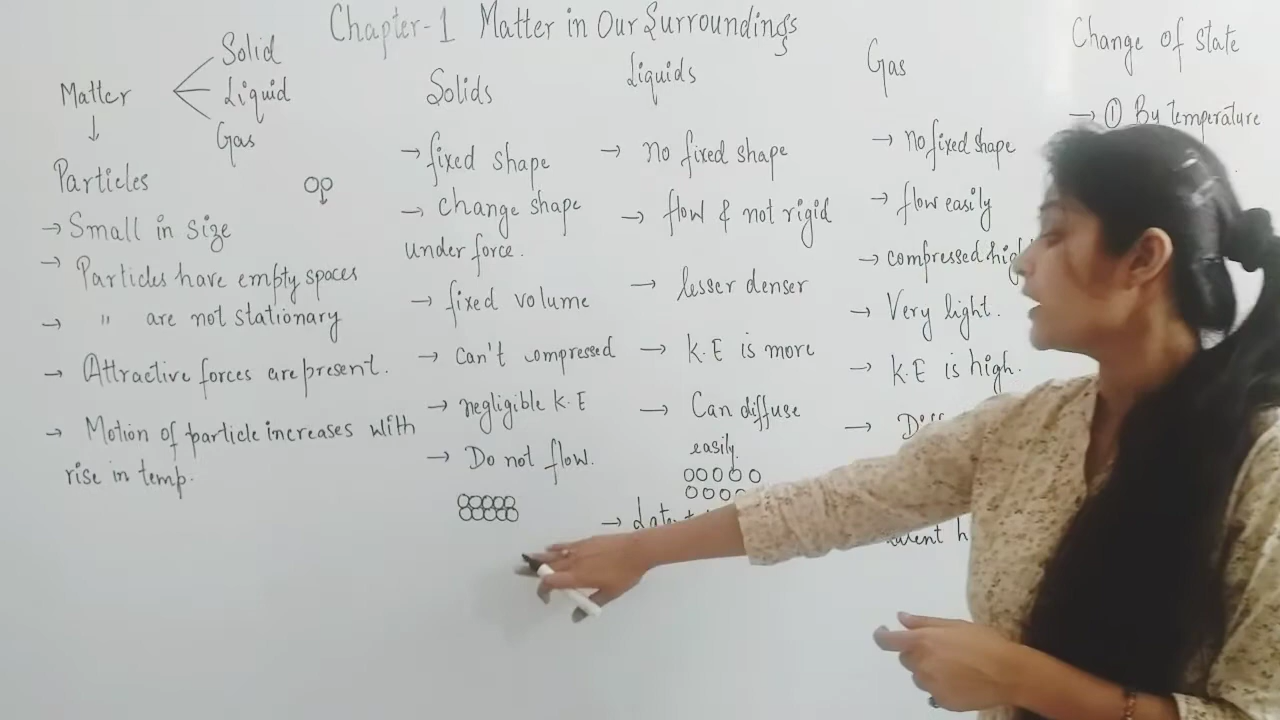 Chapter-1 Matter in Our Surroundings
Matter
Solid
Liquid
Gas
Particles
→ Small in size
→ Particles have empty spaces
→ " are not stationary
→ Attractive forces are present.
→ Motion of particle increases with
rise in temp.
Solids
→ fixed shape
→ change shape
under force.
→ fixed volume
→ Can't compressed
→ negligible K.E
→ Do not flow.
Liquids
→ no fixed shape
→ flow & not rigid
→ lesser denser
→ K.E is more
→ Can diffuse
easily.
Gas
→ no fixed shape
→ flow easily
→ compressed
→ Very light.
→ K.E is high.
Change of state
→ ① By temperature